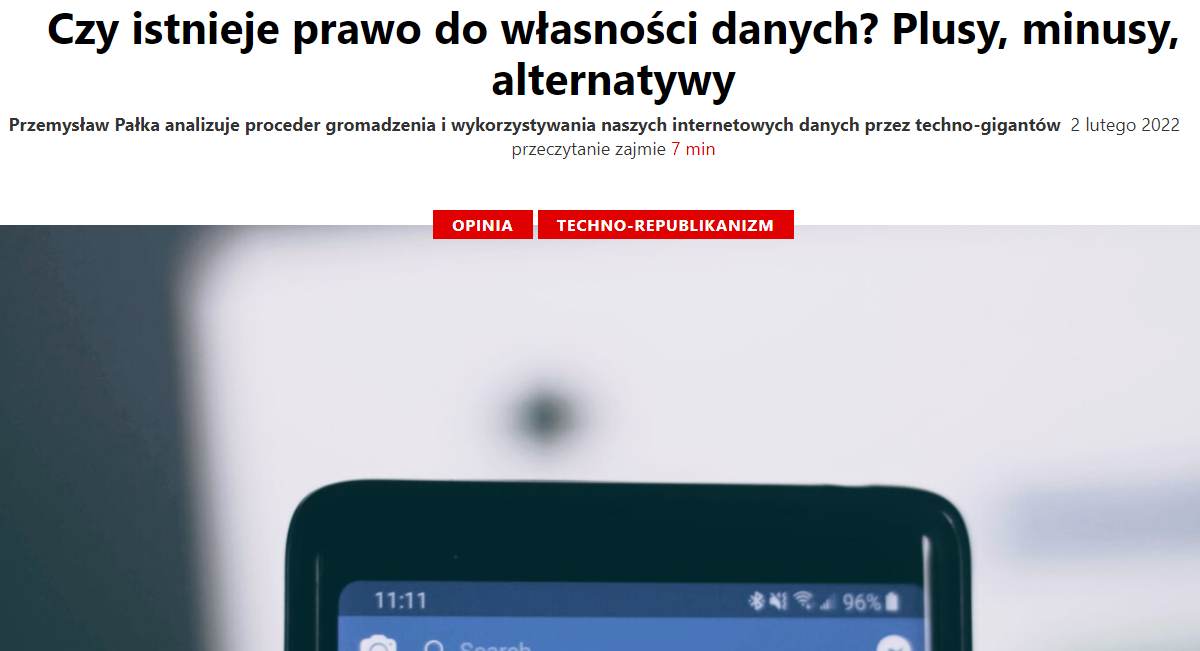 Czy istnieje prawo do własności danych? Plusy, minusy,
alternatywy
Przemysław Pałka analizuje proceder gromadzenia i wykorzystywania naszych internetowych danych przez techno-gigantów 2 lutego 2022
przeczytanie zajmie 7 min
OPINIA TECHNO-REPUBLIKANIZM
11:11 96%
Search